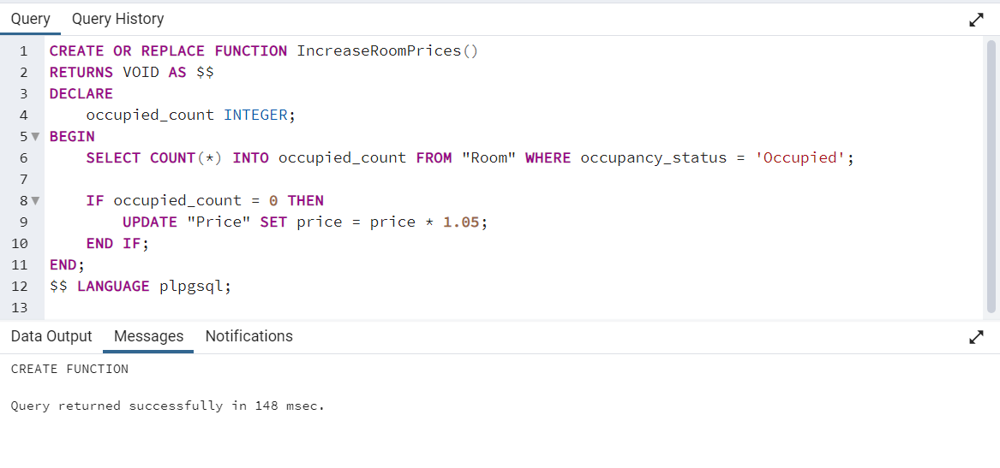 Query Query History
1 CREATE OR REPLACE FUNCTION IncreaseRoomPrices()
2 RETURNS VOID AS $$
3 DECLARE
4 occupied_count INTEGER;
5 BEGIN
6 SELECT COUNT(*) INTO occupied_count FROM "Room" WHERE occupancy_status = 'Occupied';
7
8 IF occupied_count = 0 THEN
9 UPDATE "Price" SET price = price * 1.05;
10 END IF;
11 END;
12 $$ LANGUAGE plpgsql;
13
Data Output Messages Notifications
CREATE FUNCTION
Query returned successfully in 148 msec.